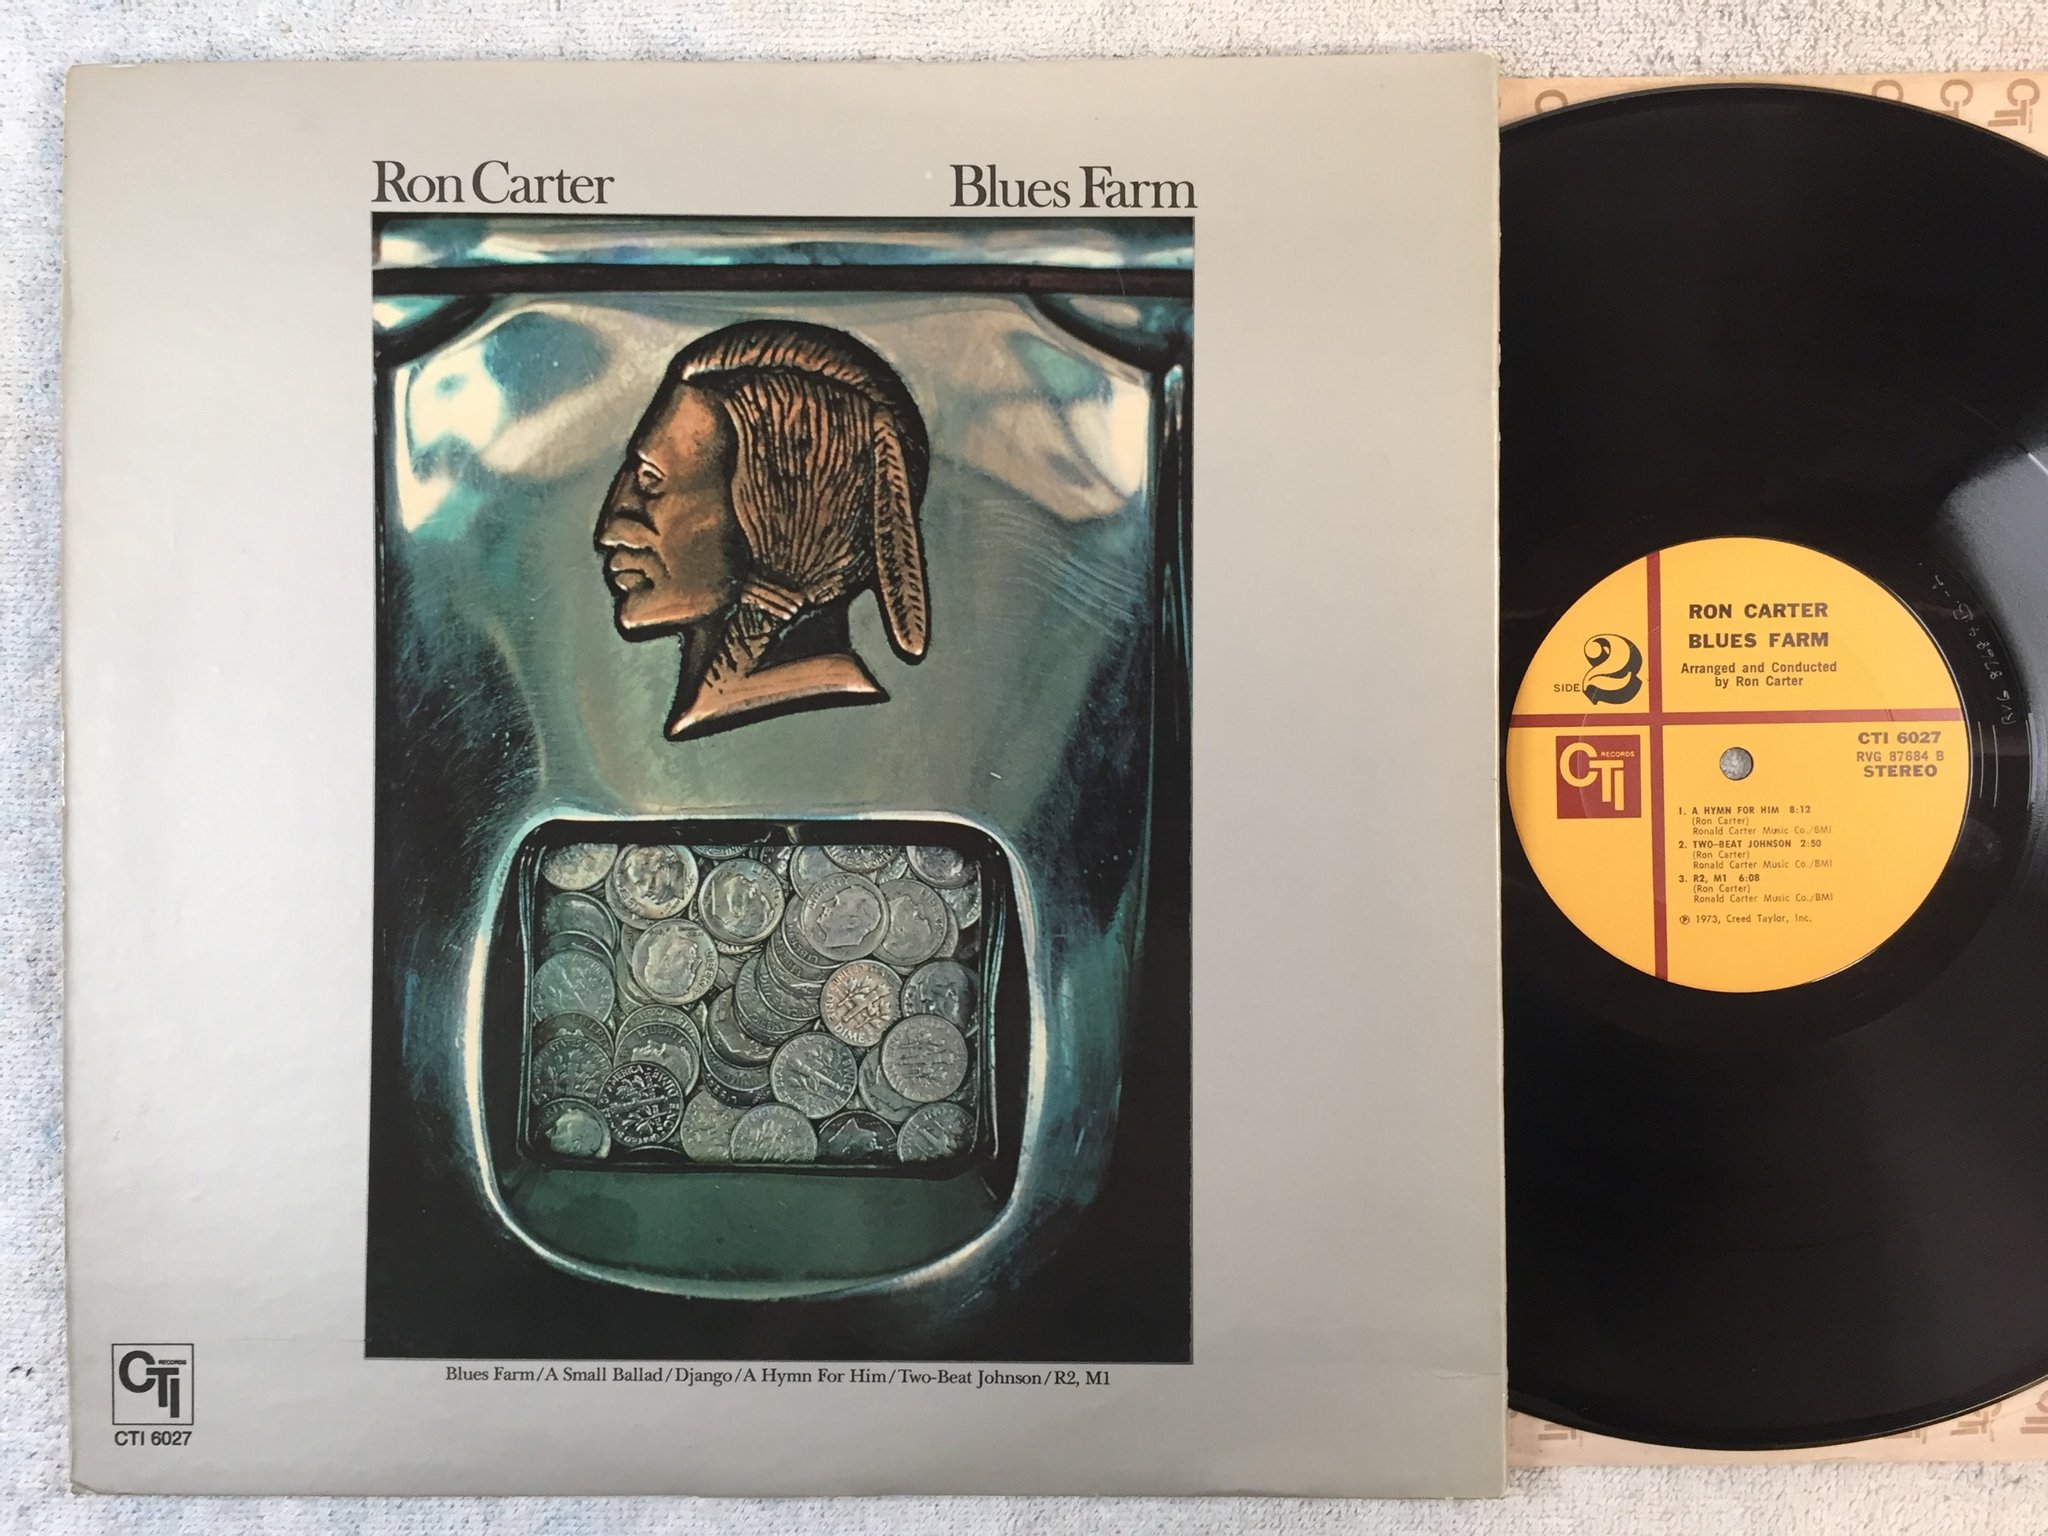 Ron Carter
Blues Farm
DIME
Blues Farm/A Small Ballad/Django/A Hymn For Him/Two-Beat Johnson/R2, M1
CTI
RECORDS
CTI 6027
RON CARTER
BLUES FARM
Arranged and Conducted
by Ron Carter
SIDE 2
CTI
RECORDS
CTI 6027
RVG 87684 B
STEREO
1. A HYMN FOR HIM 8:12
(Ron Carter)
Ronald Carter Music Co./BMI
2. TWO-BEAT JOHNSON 2:50
(Ron Carter)
Ronald Carter Music Co./BMI
3. R2, M1 6:08
(Ron Carter)
Ronald Carter Music Co./BMI
℗ 1973, Creed Taylor, Inc.
CTI
CTI